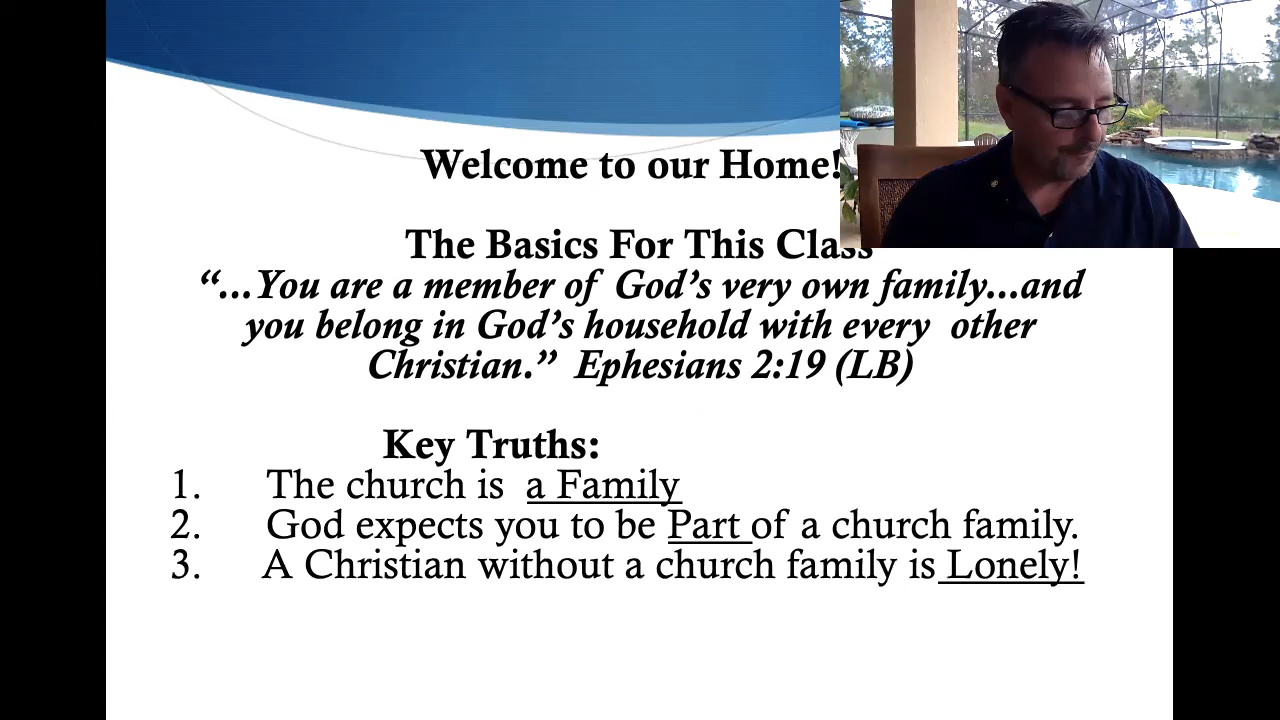 Welcome to our Home!
The Basics For This Class
“...You are a member of God’s very own family...and
you belong in God’s household with every other
Christian.” Ephesians 2:19 (LB)
Key Truths:
1. The church is a Family
2. God expects you to be Part of a church family.
3. A Christian without a church family is Lonely!